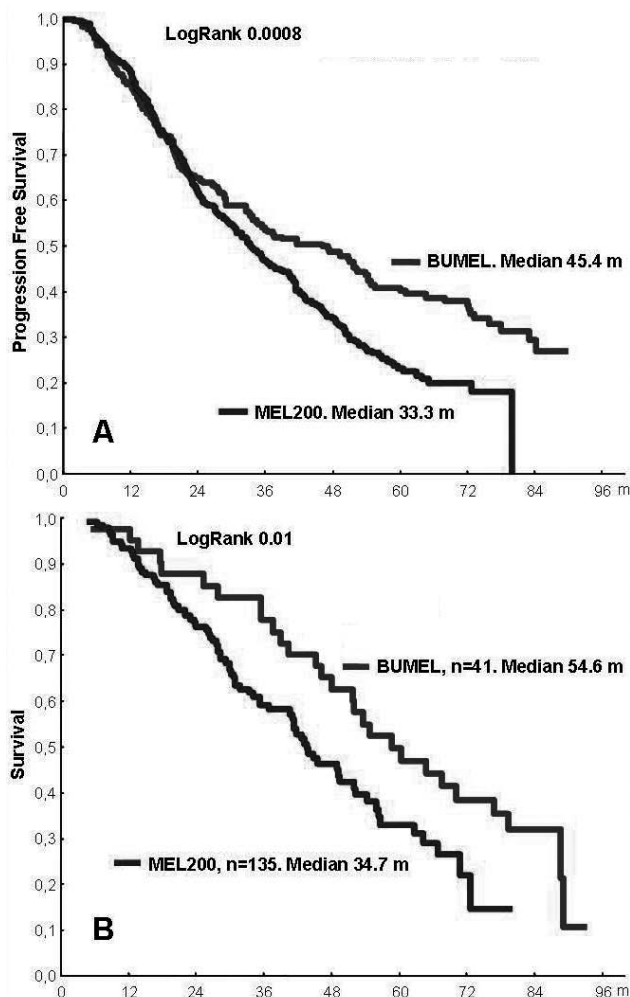 1,0
LogRank 0.0008
0,9
0,8
0,7
0,6
0,5
BUMEL. Median 45.4 m
0,4
0,3
0,2
MEL200. Median 33.3 m
0,1
A
0,0
Progression Free Survival
0 12 24 36 48 60 72 84 96 m
1,0
LogRank 0.01
0,9
0,8
0,7
BUMEL, n=41. Median 54.6 m
0,6
0,5
0,4
0,3
MEL200, n=135. Median 34.7 m
0,2
0,1
B
0,0
Survival
0 12 24 36 48 60 72 84 96 m